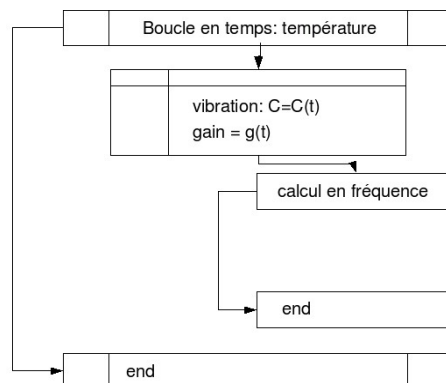 Boucle en temps: température
vibration: C=C(t)
gain = g(t)
calcul en fréquence
end
end